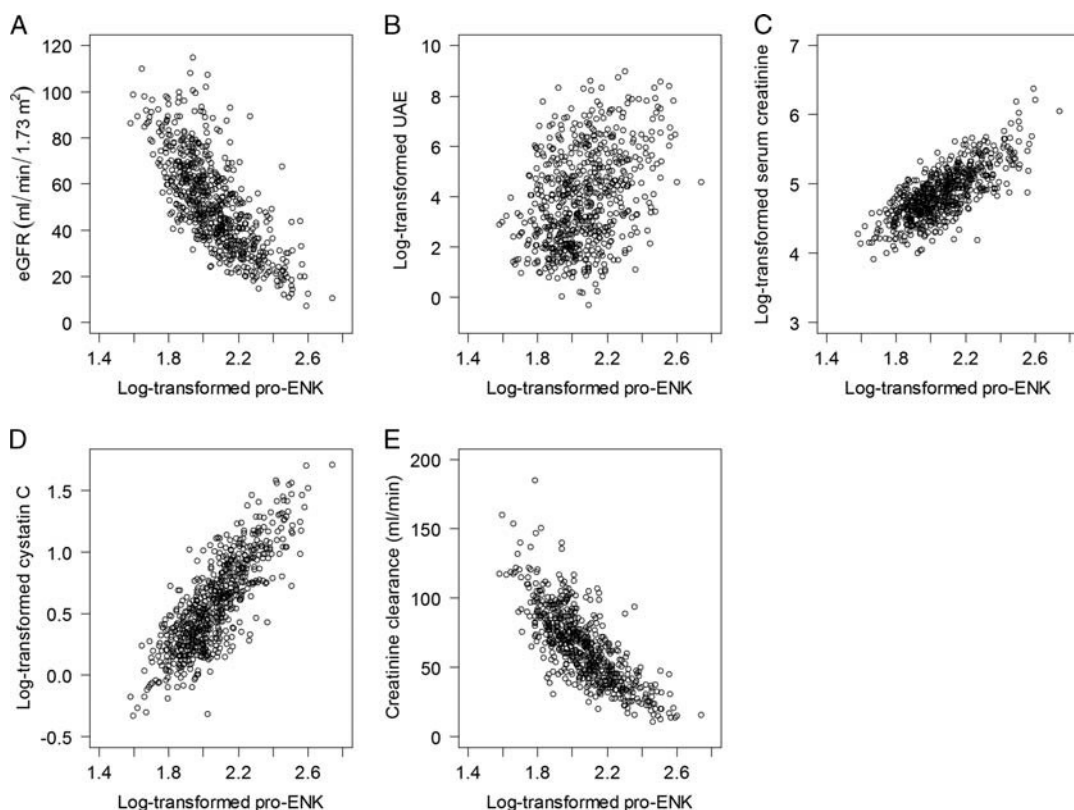 A
eGFR (ml/min/1.73 m²)
120
100
80
60
40
20
0
1.4 1.8 2.2 2.6
Log-transformed pro-ENK
B
Log-transformed UAE
10
8
6
4
2
0
1.4 1.8 2.2 2.6
Log-transformed pro-ENK
C
Log-transformed serum creatinine
7
6
5
4
3
1.4 1.8 2.2 2.6
Log-transformed pro-ENK
D
Log-transformed cystatin C
1.5
1.0
0.5
0.0
-0.5
1.4 1.8 2.2 2.6
Log-transformed pro-ENK
E
Creatinine clearance (ml/min)
200
150
100
50
0
1.4 1.8 2.2 2.6
Log-transformed pro-ENK